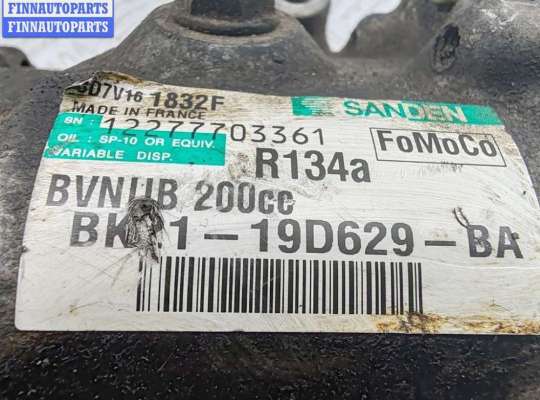 FINNAUTOPARTS
FINNAUTOPARTS
SD7V16 1832F SANDEN
MADE IN FRANCE
SN: 12277703361 FoMoCo
OIL: SP-10 OR EQUIV. R134a
VARIABLE DISP.
200cc
19D629-BA